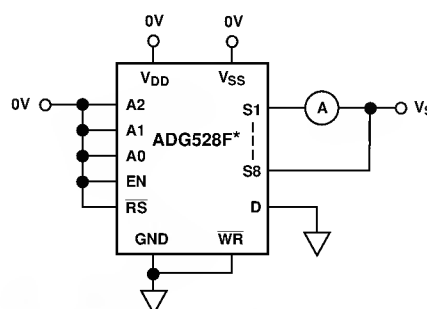 0V 0V
VDD VSS
0V
A2
A1
A0
EN
RS
ADG528F*
S1
S8
D
A
VS
GND WR